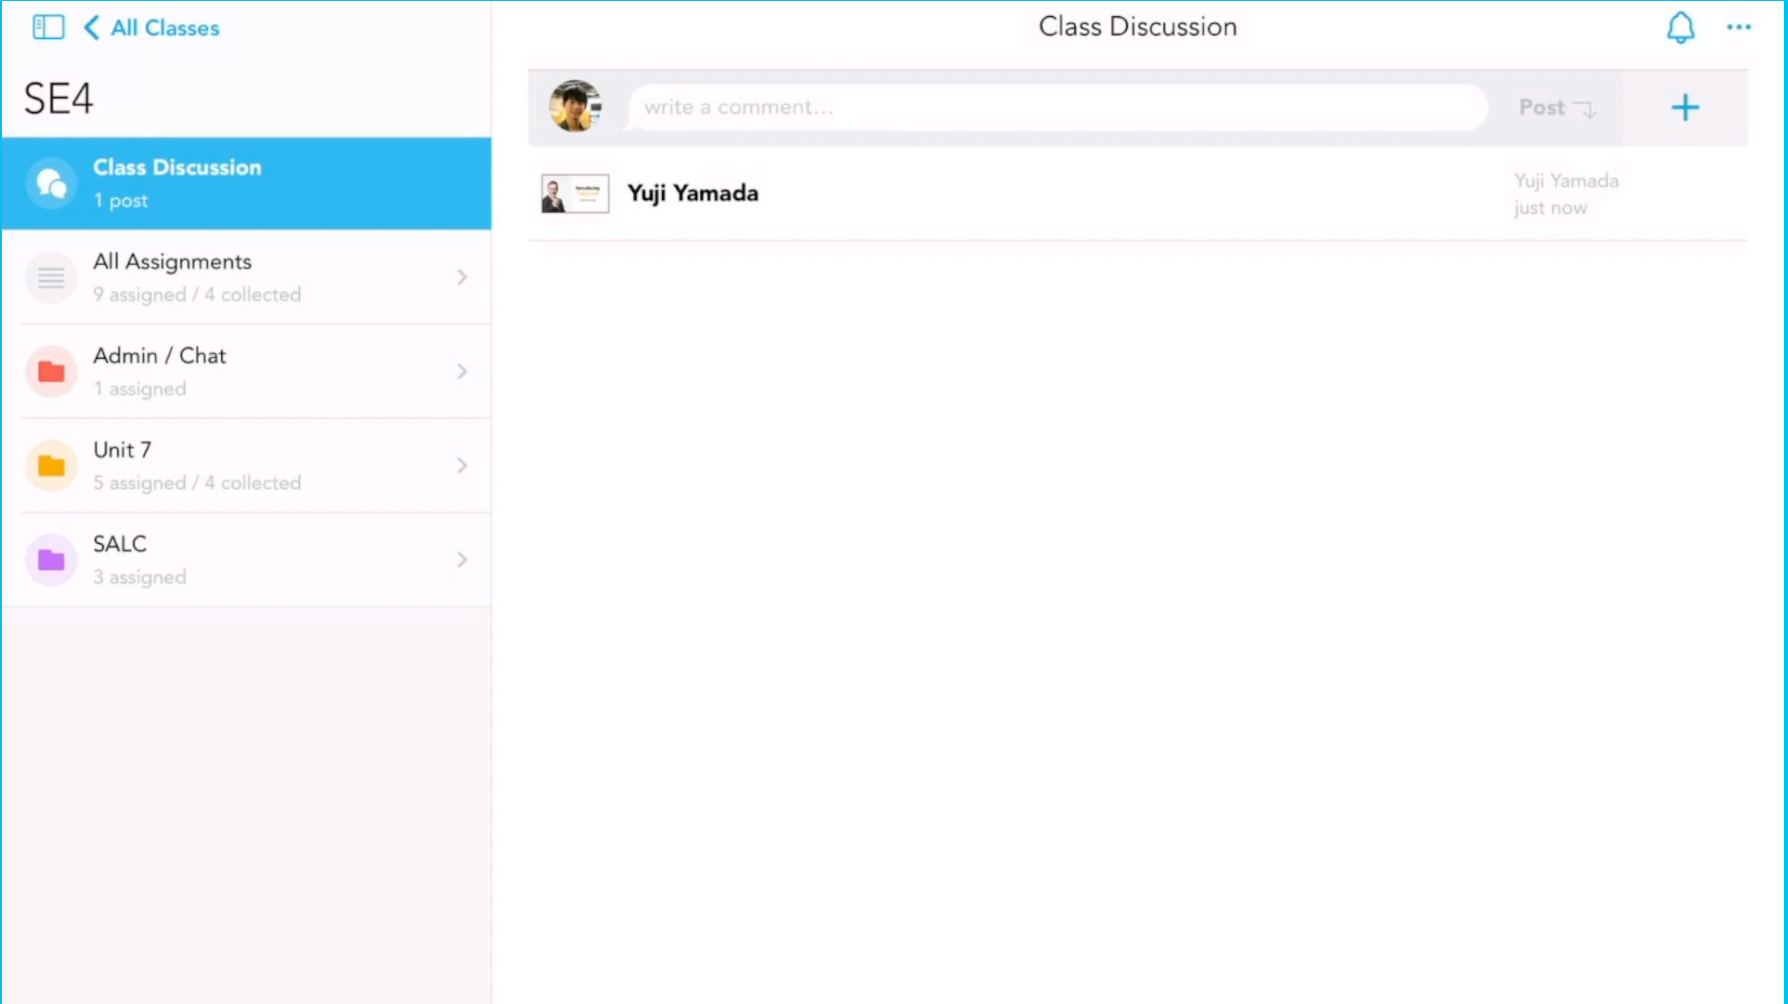 All Classes
Class Discussion
SE4
write a comment...
Post
Class Discussion
1 post
Yuji Yamada
Yuji Yamada
just now
All Assignments
9 assigned / 4 collected
Admin / Chat
1 assigned
Unit 7
5 assigned / 4 collected
SALC
3 assigned